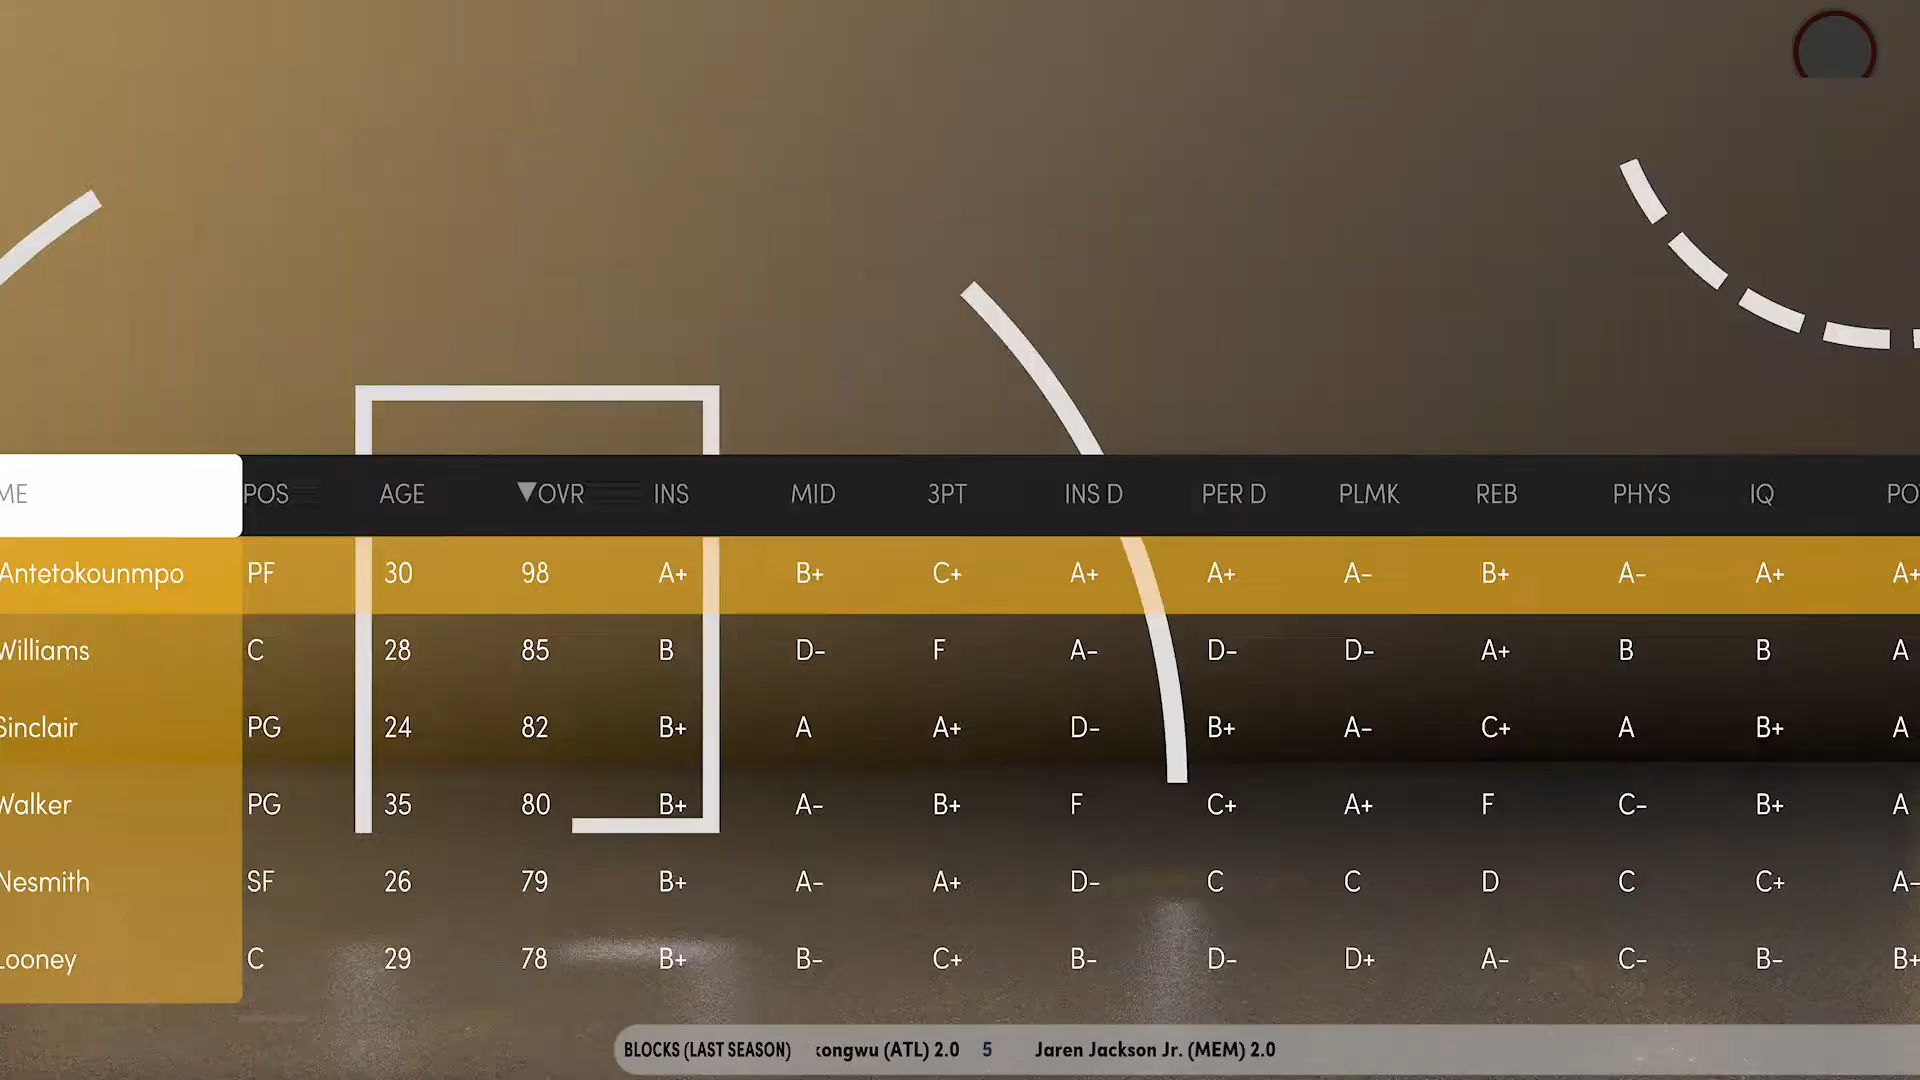 ME POS AGE ▼OVR INS MID 3PT INS D PER D PLMK REB PHYS IQ PO
Antetokounmpo PF 30 98 A+ B+ C+ A+ A+ A- B+ A- A+ A+
Williams C 28 85 B D- F A- D- D- A+ B B A
Sinclair PG 24 82 B+ A A+ D- B+ A- C+ A B+ A
Walker PG 35 80 B+ A- B+ F C+ A+ F C- B+ A
Nesmith SF 26 79 B+ A- A+ D- C C D C C+ A-
Looney C 29 78 B+ B- C+ B- D- D+ A- C- B- B+
BLOCKS (LAST SEASON) ongwu (ATL) 2.0 5 Jaren Jackson Jr. (MEM) 2.0